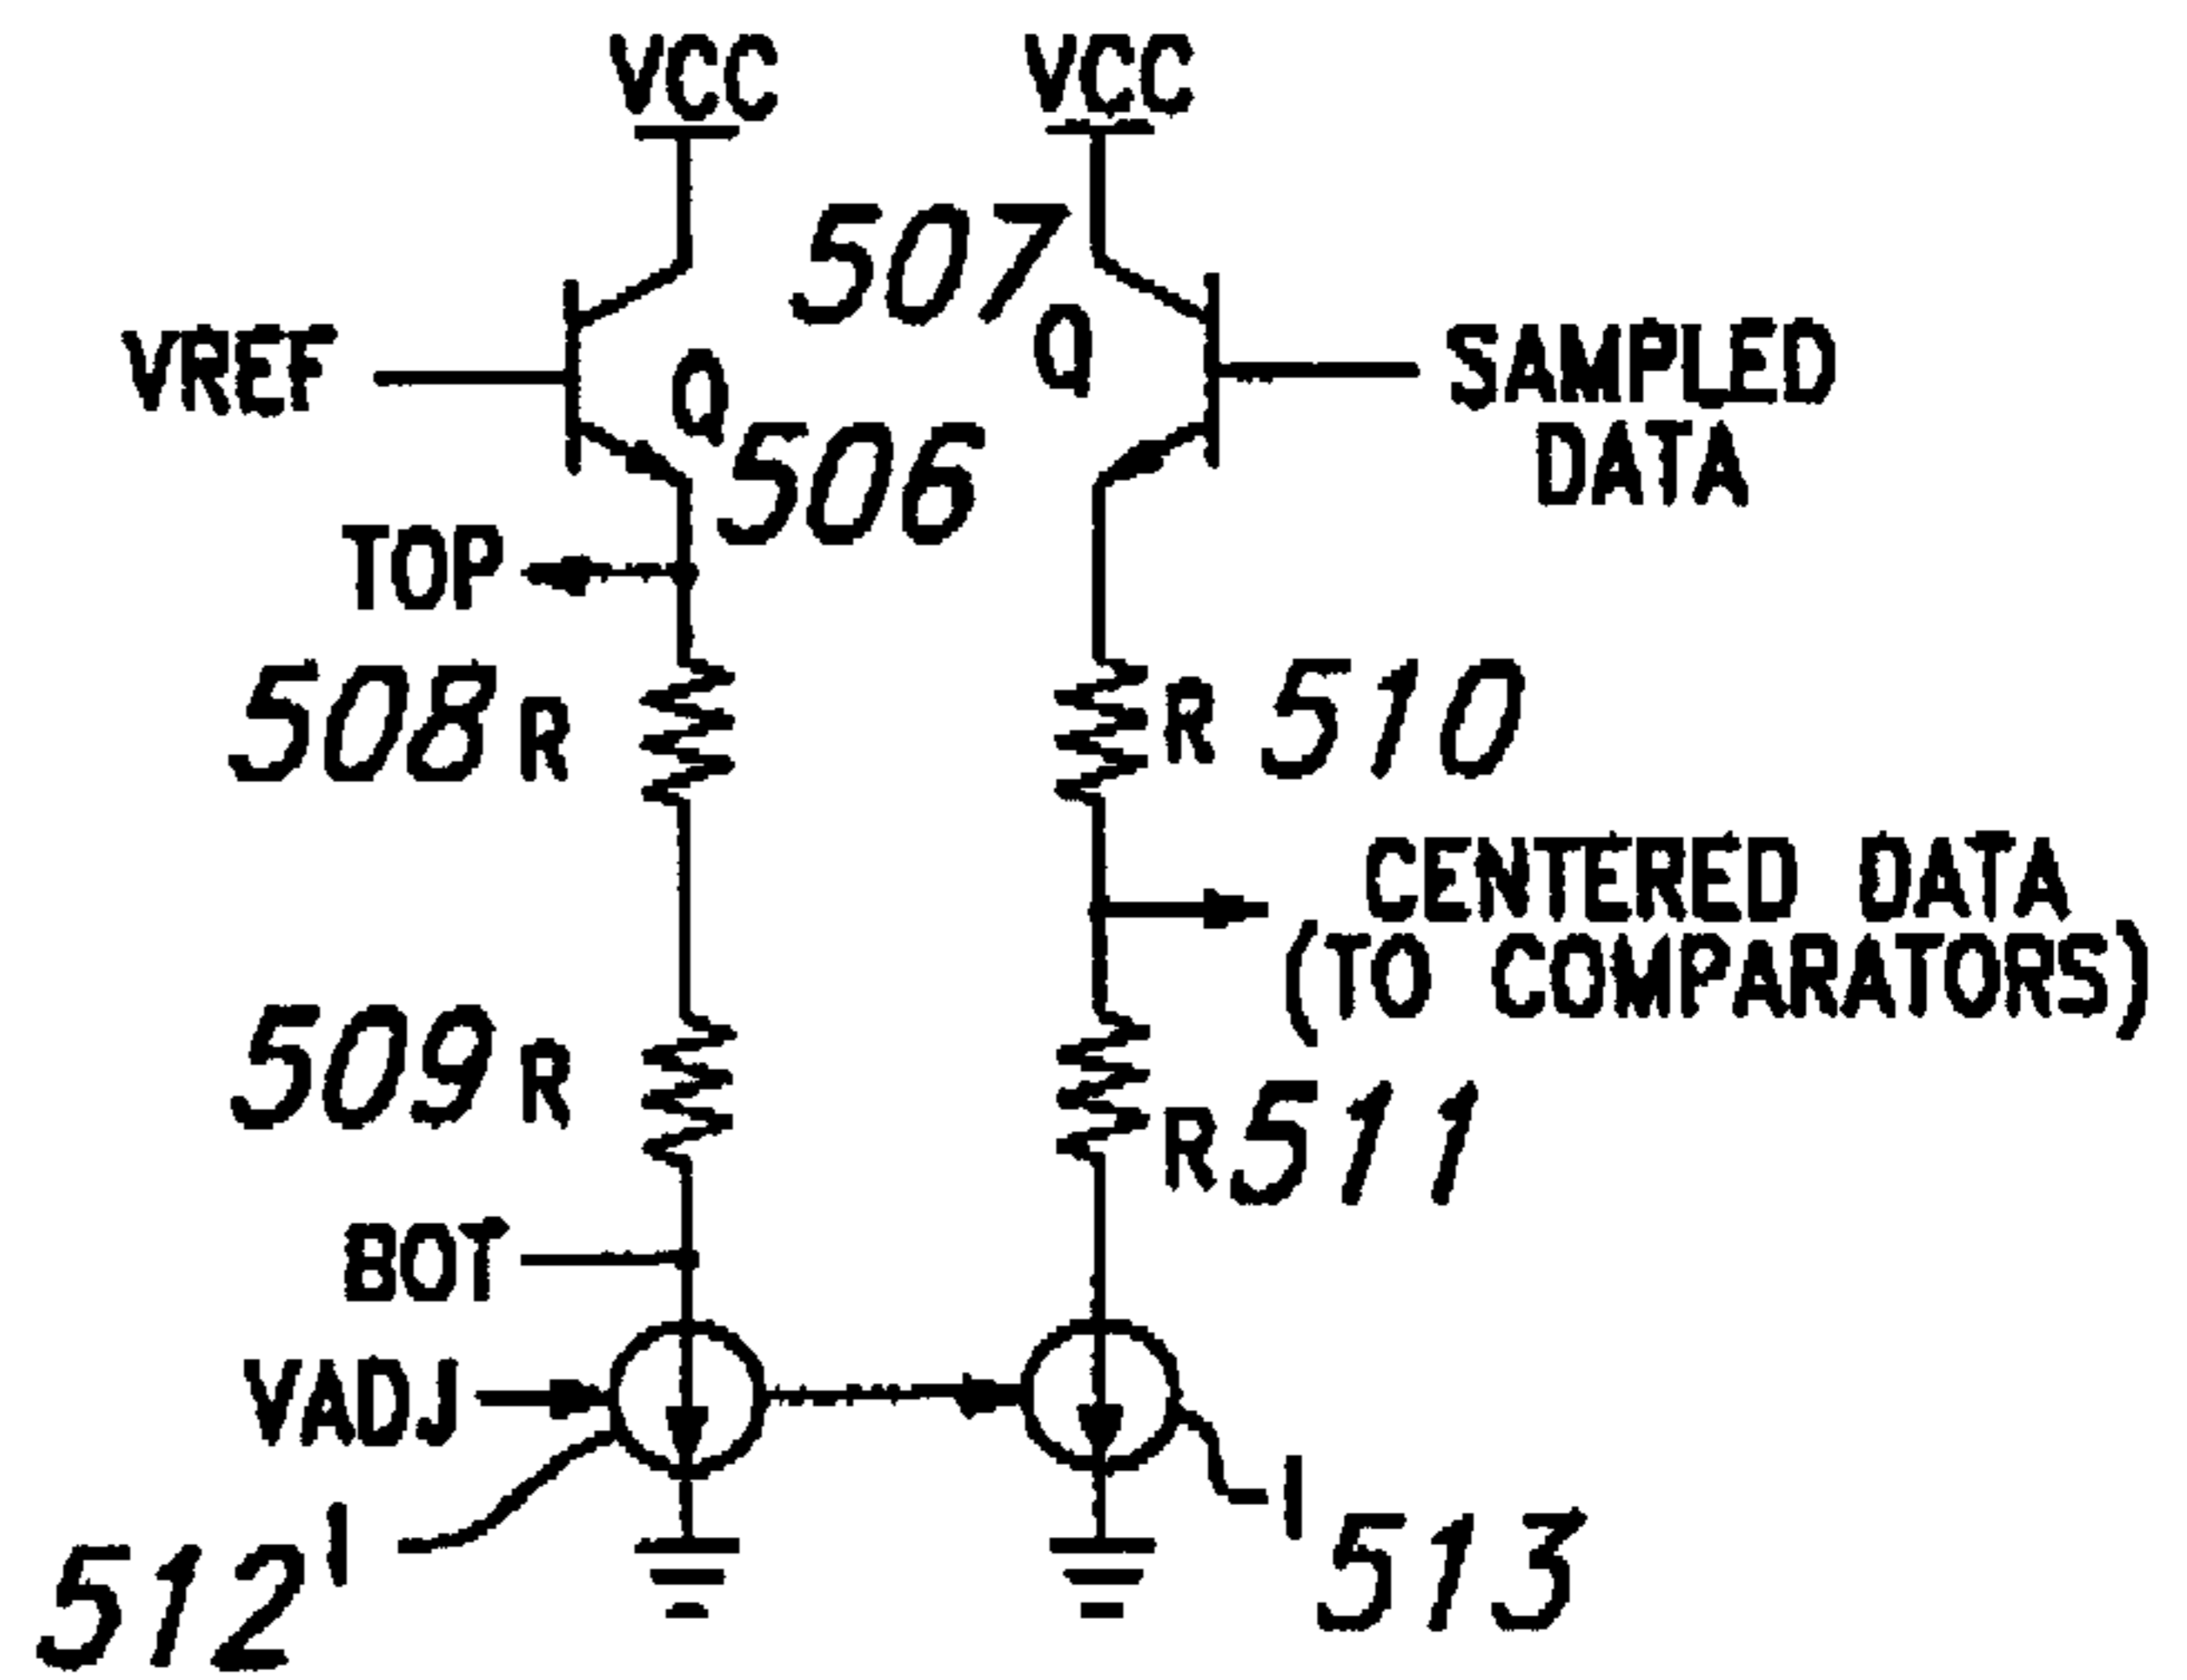 VCC VCC
507
Q
VREF
Q
506
SAMPLED
DATA
TOP
508 R
R 510
CENTERED DATA
(TO COMPARATORS)
509 R
R 511
BOT
VADJ
512 I
I 513